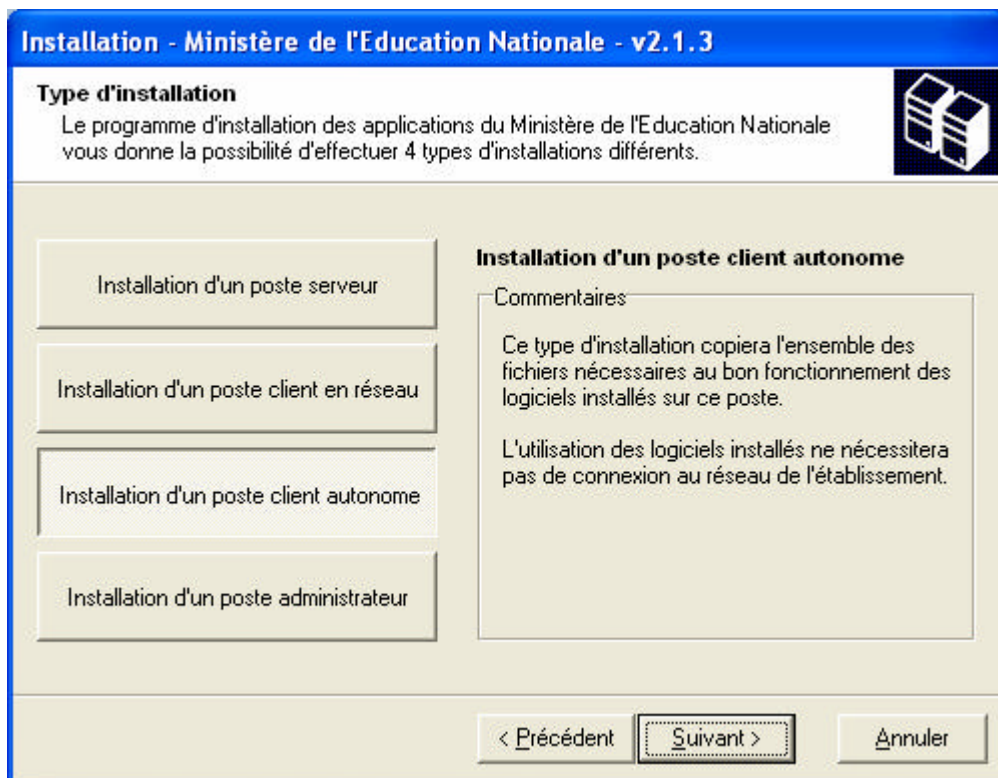 Installation - Ministère de l'Education Nationale - v2.1.3
Type d'installation
Le programme d'installation des applications du Ministère de l'Education Nationale
vous donne la possibilité d'effectuer 4 types d'installations différents.
Installation d'un poste serveur
Installation d'un poste client en réseau
Installation d'un poste client autonome
Installation d'un poste administrateur
Installation d'un poste client autonome
Commentaires
Ce type d'installation copiera l'ensemble des
fichiers nécessaires au bon fonctionnement des
logiciels installés sur ce poste.
L'utilisation des logiciels installés ne nécessitera
pas de connexion au réseau de l'établissement.
< Précédent
Suivant >
Annuler